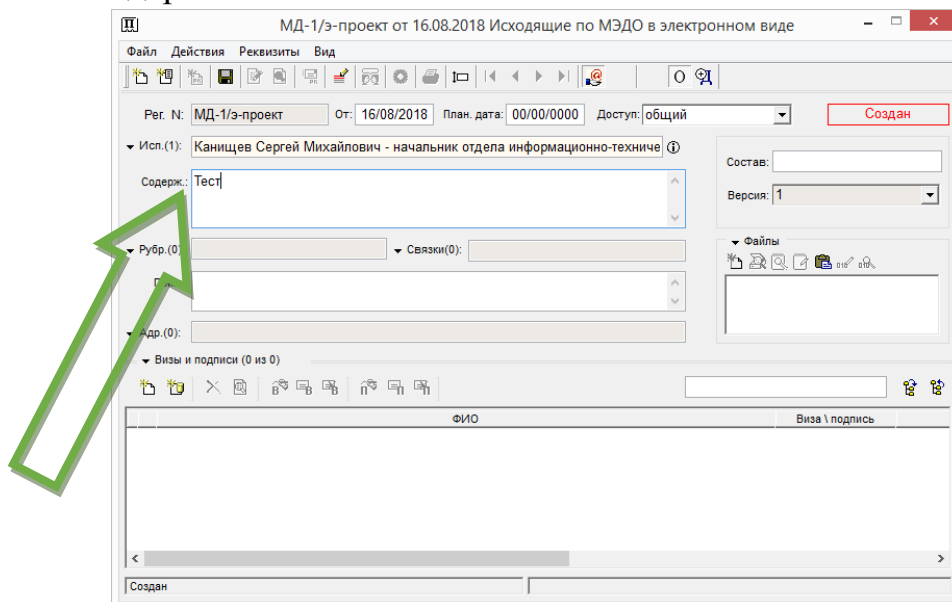 МД-1/э-проект от 16.08.2018 Исходящие по МЭДО в электронном виде
Файл Действия Реквизиты Вид
Рег. N: МД-1/э-проект От: 16/08/2018 План. дата: 00/00/0000 Доступ: общий Создан
Исп.(1): Канищев Сергей Михайлович - начальник отдела информационно-техниче
Состав:
Содерж.: Тест
Версия: 1
Рубр.(0) Связки(0):
Файлы
Адр.(0):
Визы и подписи (0 из 0)
ФИО Виза \ подпись
Создан